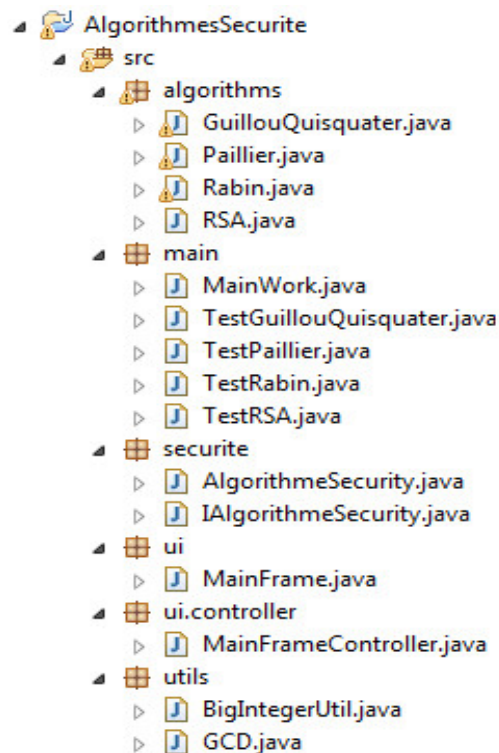 AlgorithmesSecurite
src
algorithms
GuillouQuisquater.java
Paillier.java
Rabin.java
RSA.java
main
MainWork.java
TestGuillouQuisquater.java
TestPaillier.java
TestRabin.java
TestRSA.java
securite
AlgorithmeSecurity.java
IAlgorithmeSecurity.java
ui
MainFrame.java
ui.controller
MainFrameController.java
utils
BigIntegerUtil.java
GCD.java